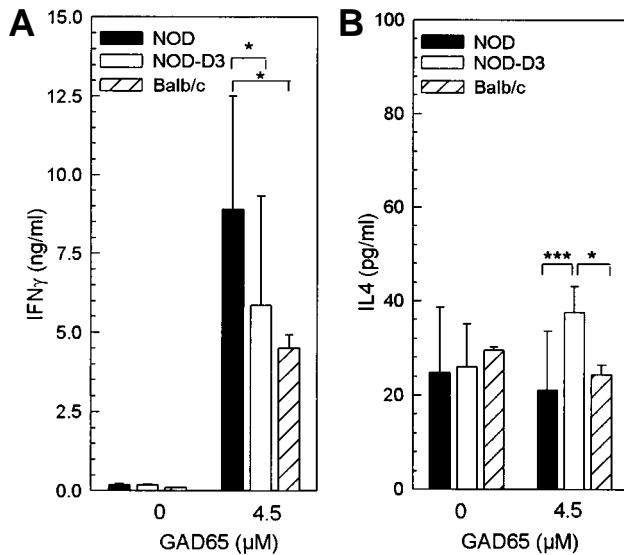 A
NOD
NOD-D3
Balb/c
*
*
15.0
12.5
10.0
7.5
5.0
2.5
0.0
IFNγ (ng/ml)
0
4.5
GAD65 (µM)
B
NOD
NOD-D3
Balb/c
***
*
100
80
60
40
20
0
IL4 (pg/ml)
0
4.5
GAD65 (µM)